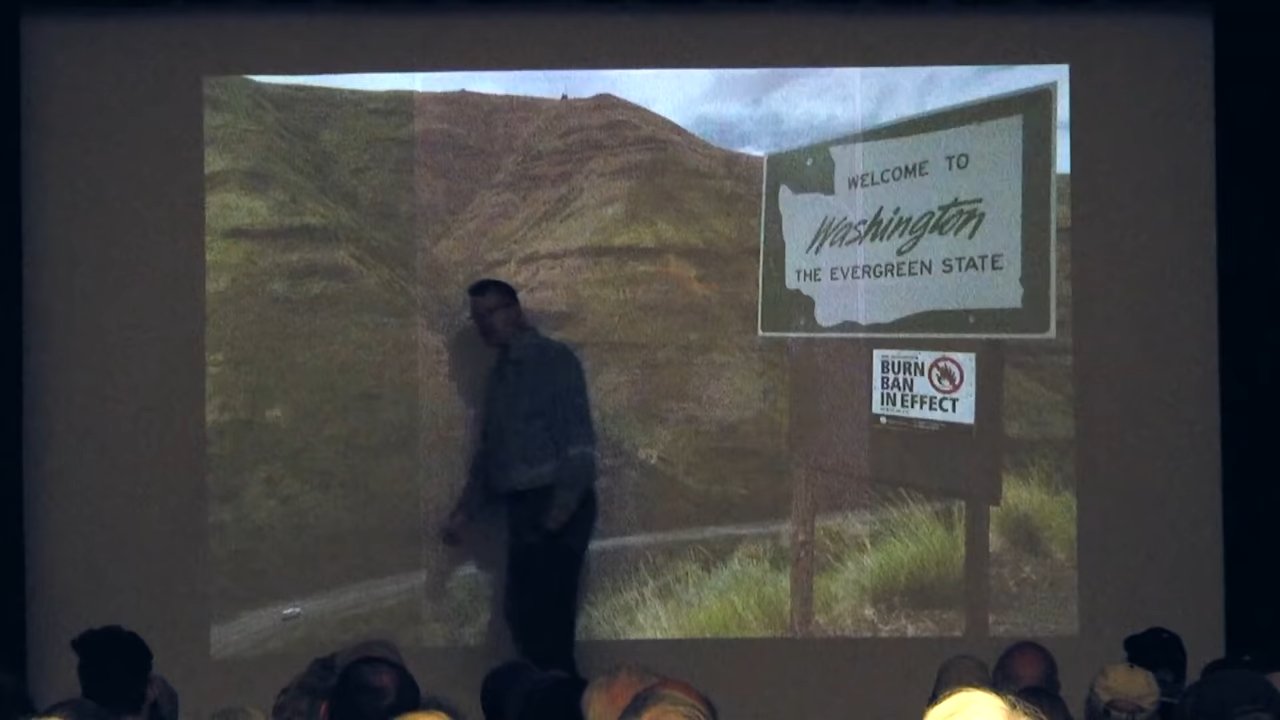 WELCOME TO
Washington
THE EVERGREEN STATE
BURN
BAN
IN EFFECT